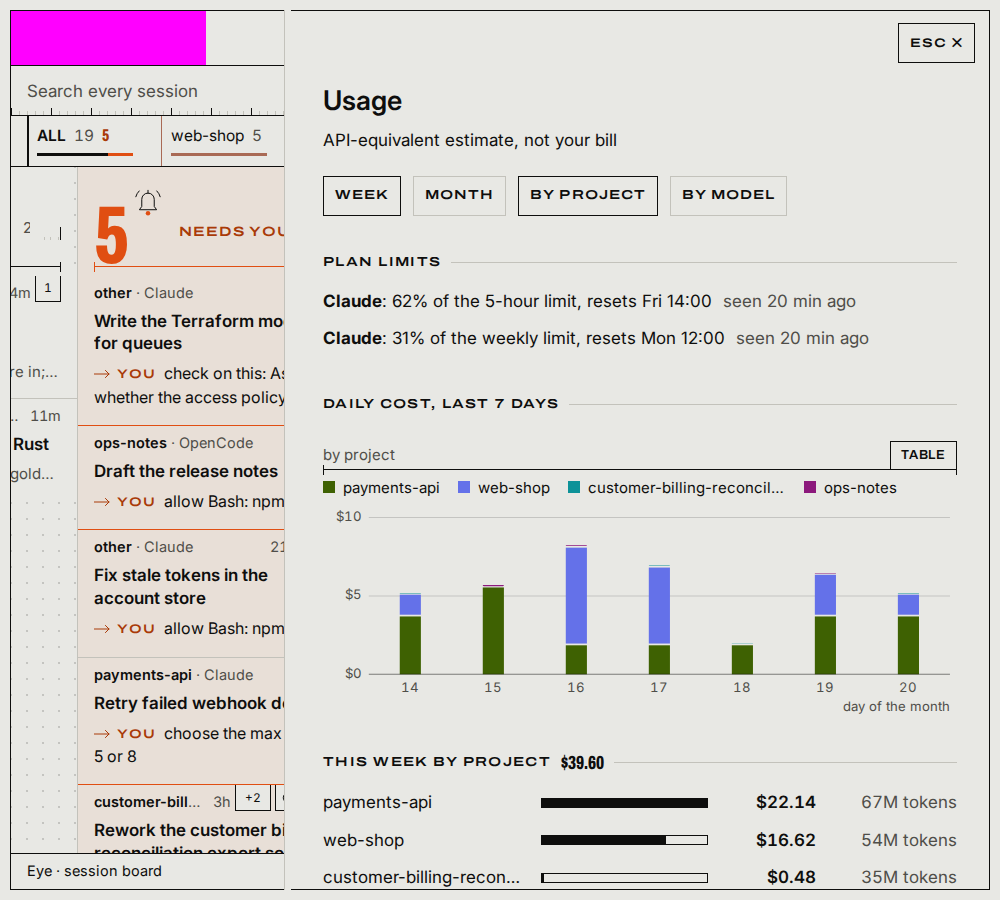 Search every session
ALL 19 5
web-shop 5
2
4m 1
re in;...
.. 11m
Rust
gold...
5
NEEDS YOU
other · Claude
Write the Terraform mo
for queues
→ YOU check on this: As
whether the access policy
ops-notes · OpenCode
Draft the release notes
→ YOU allow Bash: npm
other · Claude 21
Fix stale tokens in the
account store
→ YOU allow Bash: npm
payments-api · Claude
Retry failed webhook de
→ YOU choose the max
5 or 8
customer-bill... 3h +2
Rework the customer bi
reconciliation export sc
Eye · session board
ESC ✕
Usage
API-equivalent estimate, not your bill
WEEK MONTH BY PROJECT BY MODEL
PLAN LIMITS
Claude: 62% of the 5-hour limit, resets Fri 14:00 seen 20 min ago
Claude: 31% of the weekly limit, resets Mon 12:00 seen 20 min ago
DAILY COST, LAST 7 DAYS
by project TABLE
payments-api web-shop customer-billing-reconcil... ops-notes
$10
$5
$0
14 15 16 17 18 19 20
day of the month
THIS WEEK BY PROJECT $39.60
payments-api $22.14 67M tokens
web-shop $16.62 54M tokens
customer-billing-recon... $0.48 35M tokens